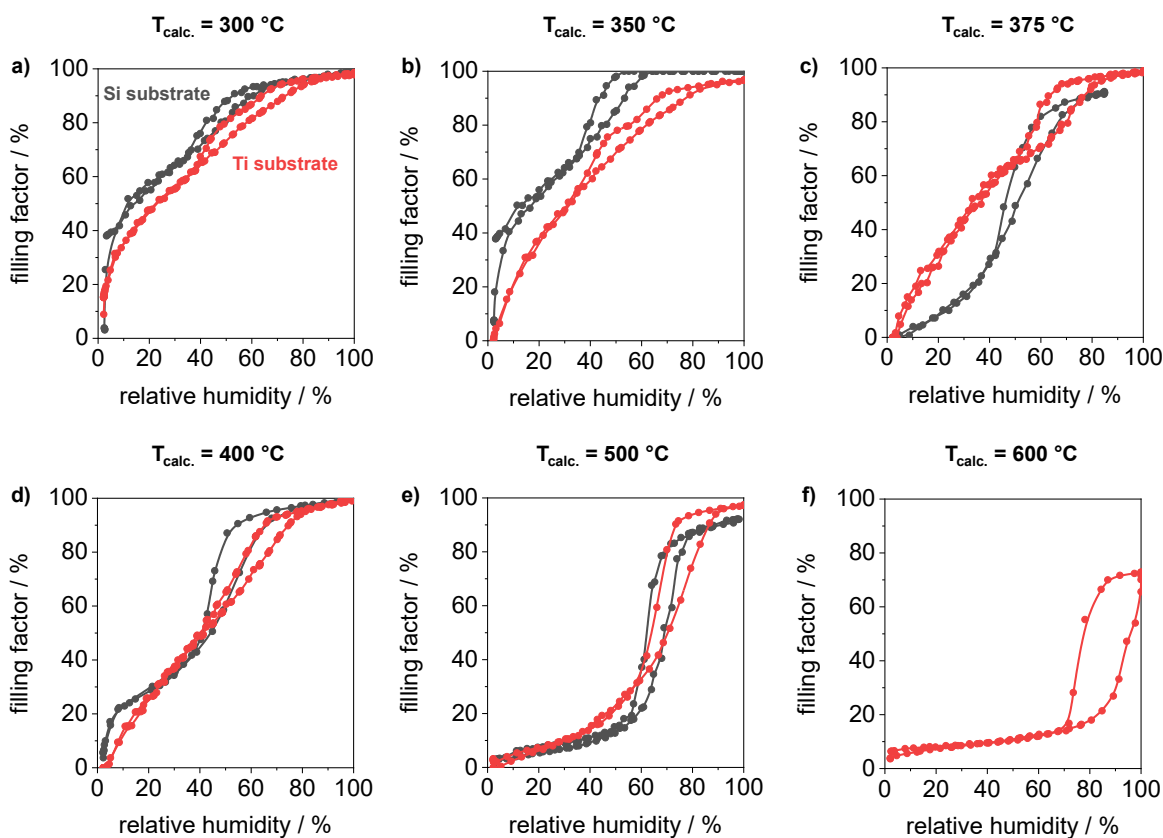 T_calc. = 300 °C
T_calc. = 350 °C
T_calc. = 375 °C
a)
b)
c)
Si substrate
Ti substrate
100
80
60
40
20
0
filling factor / %
0 20 40 60 80 100
relative humidity / %
100
80
60
40
20
0
filling factor / %
0 20 40 60 80 100
relative humidity / %
100
80
60
40
20
0
filling factor / %
0 20 40 60 80 100
relative humidity / %
T_calc. = 400 °C
T_calc. = 500 °C
T_calc. = 600 °C
d)
e)
f)
100
80
60
40
20
0
filling factor / %
0 20 40 60 80 100
relative humidity / %
100
80
60
40
20
0
filling factor / %
0 20 40 60 80 100
relative humidity / %
100
80
60
40
20
0
filling factor / %
0 20 40 60 80 100
relative humidity / %